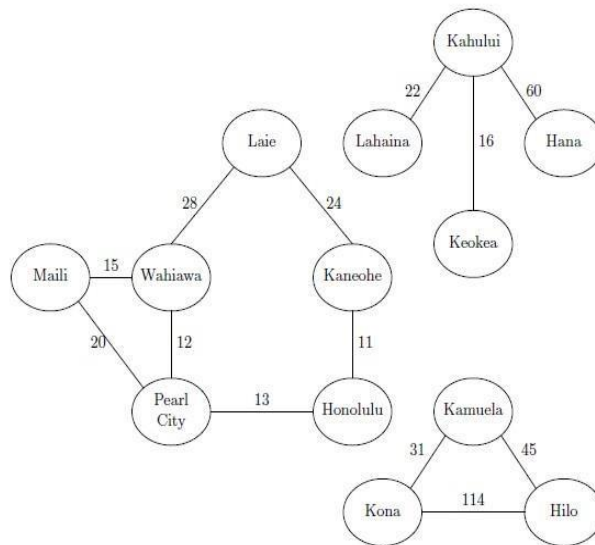 Kahului
22
60
Laie
Lahaina
16
Hana
28
24
Keokea
Maili
15
Wahiawa
Kaneohe
20
12
11
Pearl
City
13
Honolulu
Kamuela
31
45
Kona
114
Hilo